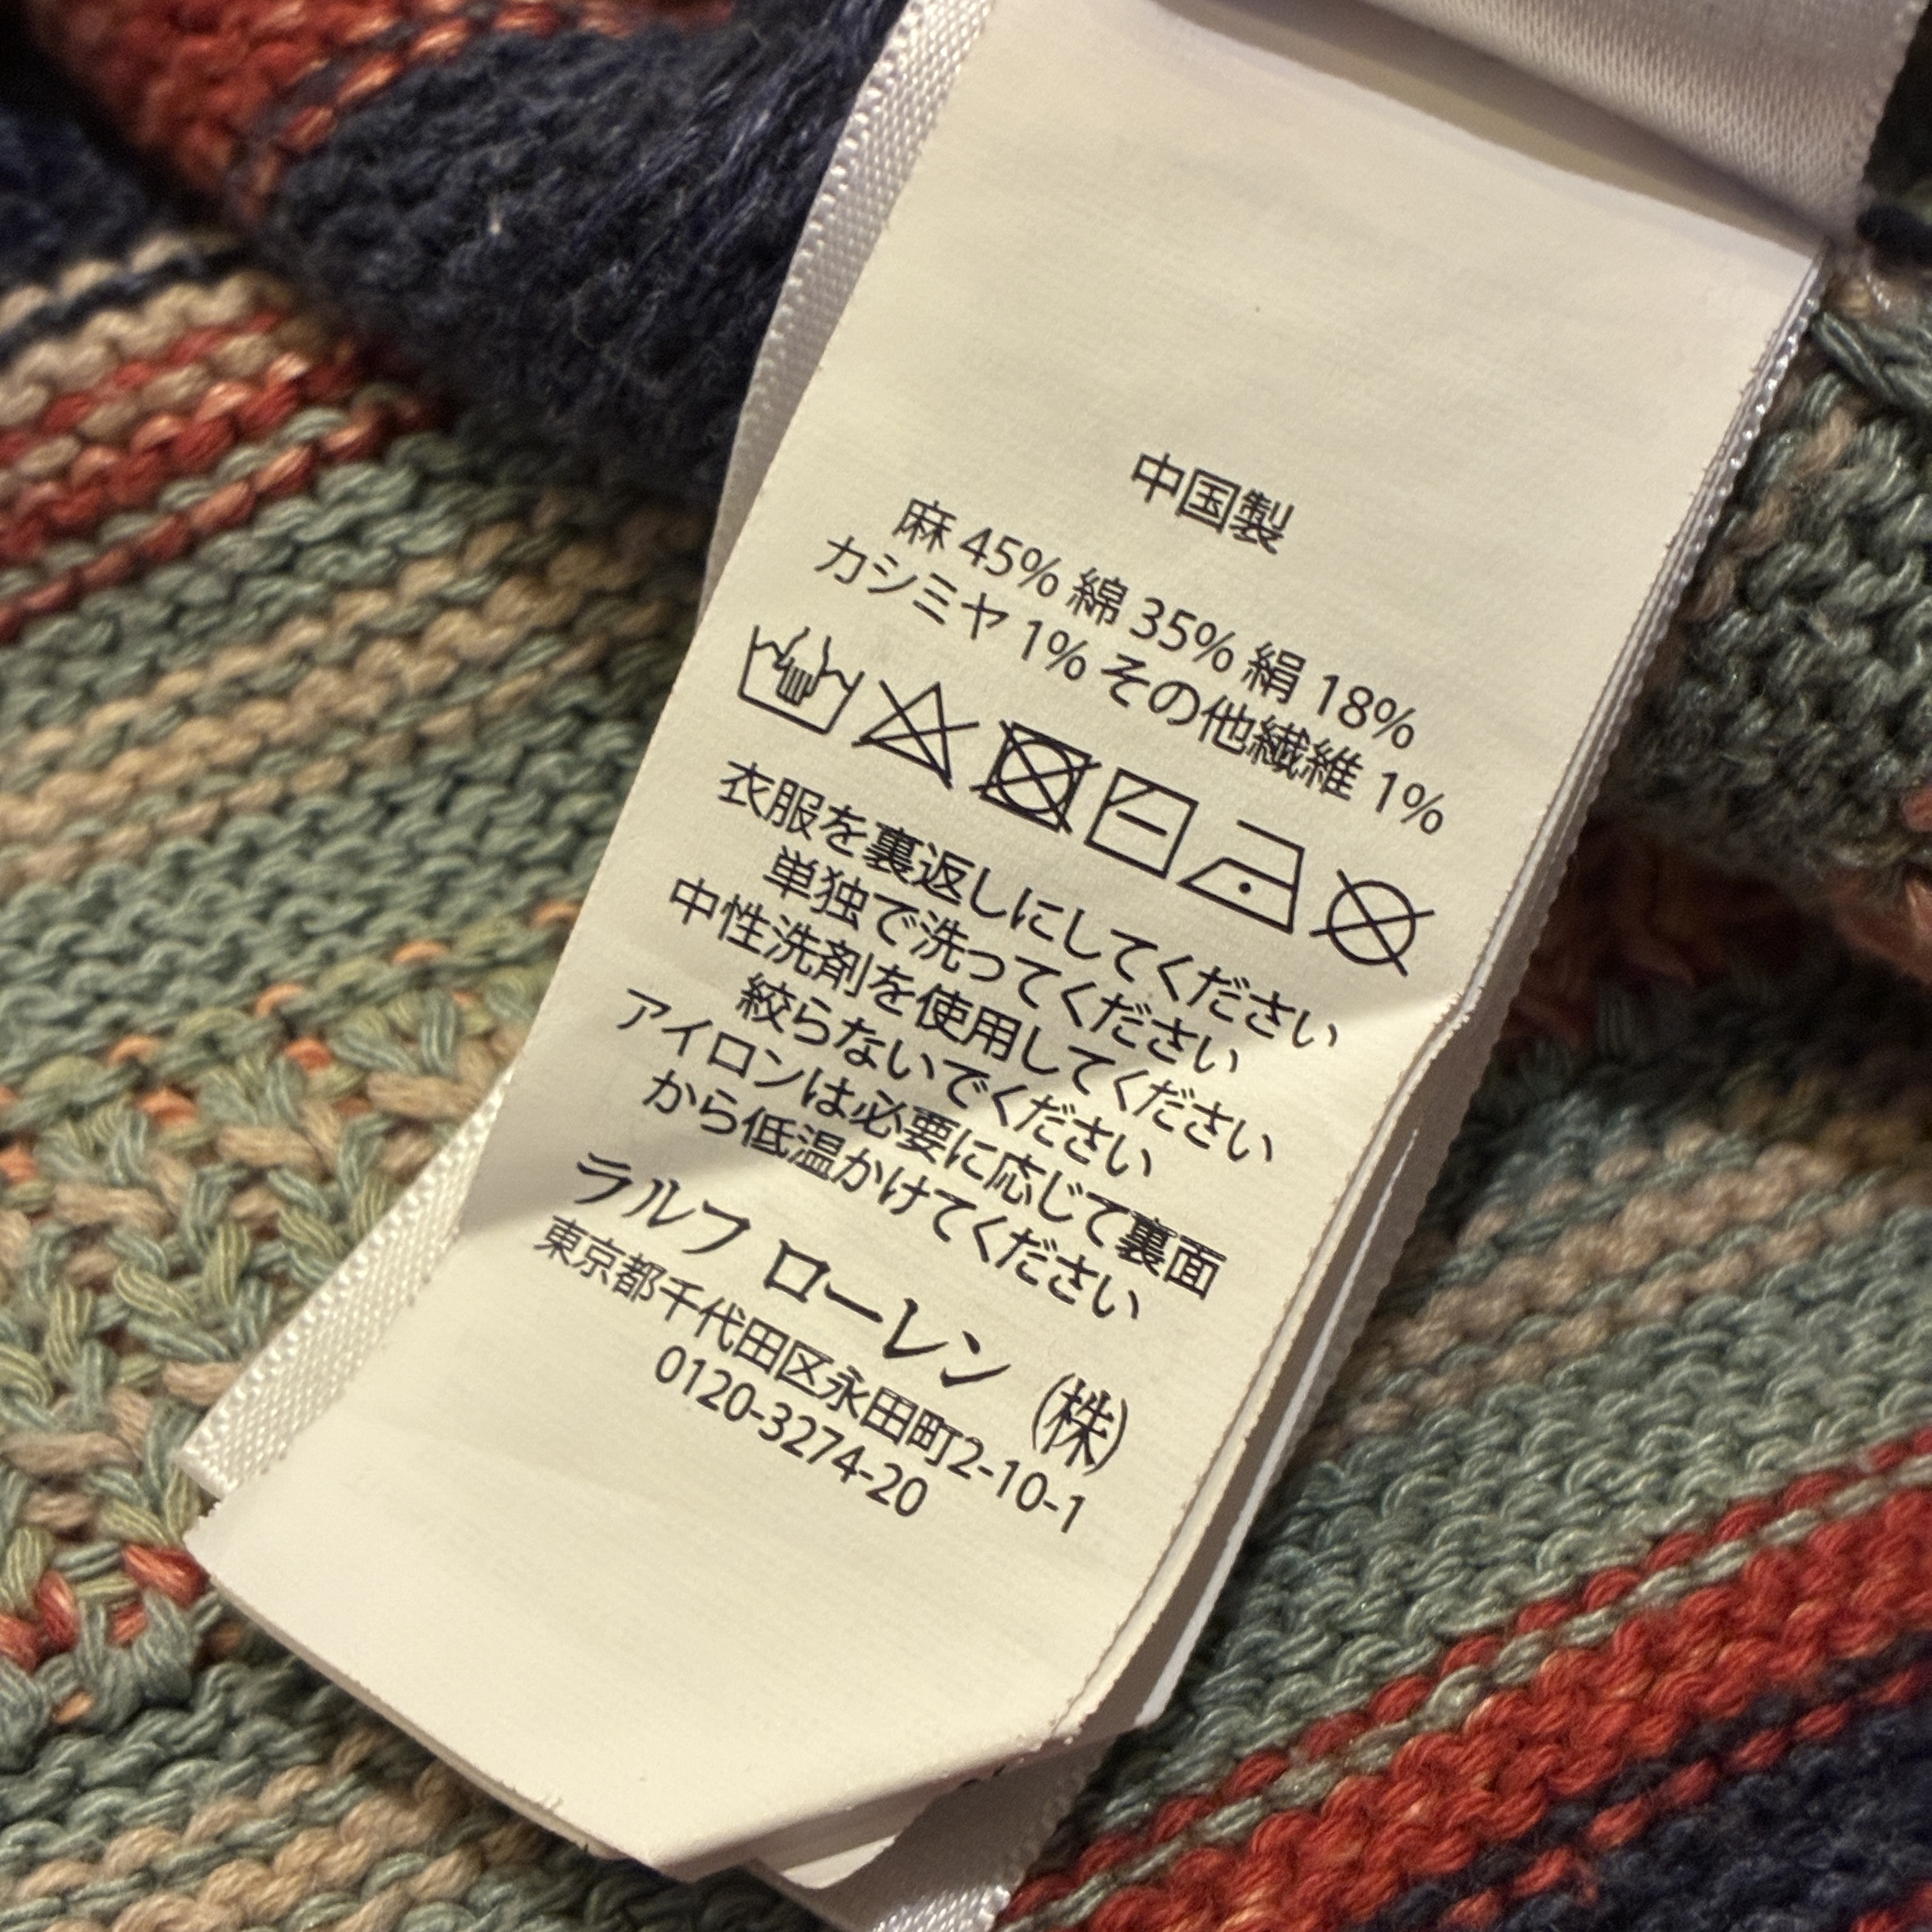 中国製
麻 45% 綿 35% 絹 18%
カシミヤ 1% その他繊維 1%
衣服を裏返しにしてください
単独で洗ってください
中性洗剤を使用してください
絞らないでください
アイロンは必要に応じて裏面
から低温かけてください
ラルフ ローレン (株)
東京都千代田区永田町2-10-1
0120-3274-20